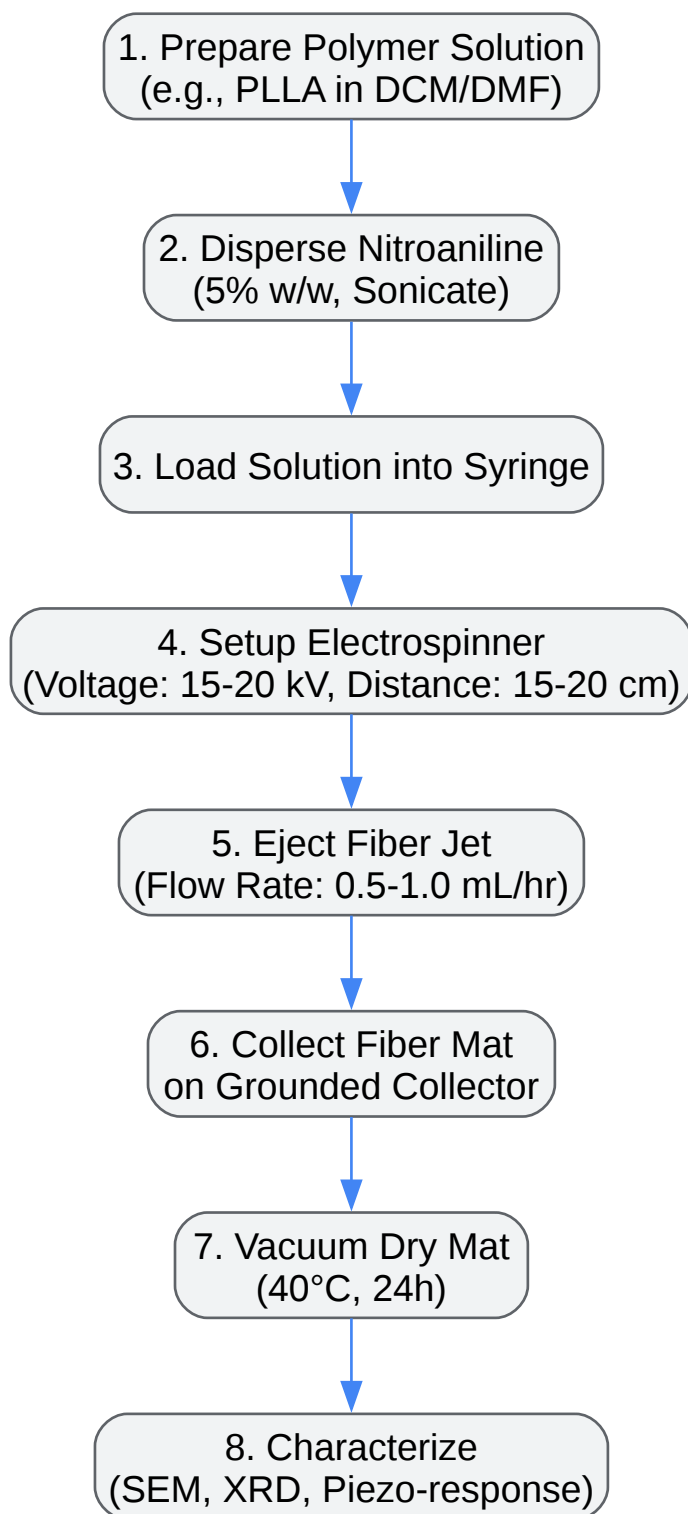 1. Prepare Polymer Solution
(e.g., PLLA in DCM/DMF)
2. Disperse Nitroaniline
(5% w/w, Sonicate)
3. Load Solution into Syringe
4. Setup Electrospinner
(Voltage: 15-20 kV, Distance: 15-20 cm)
5. Eject Fiber Jet
(Flow Rate: 0.5-1.0 mL/hr)
6. Collect Fiber Mat
on Grounded Collector
7. Vacuum Dry Mat
(40°C, 24h)
8. Characterize
(SEM, XRD, Piezo-response)